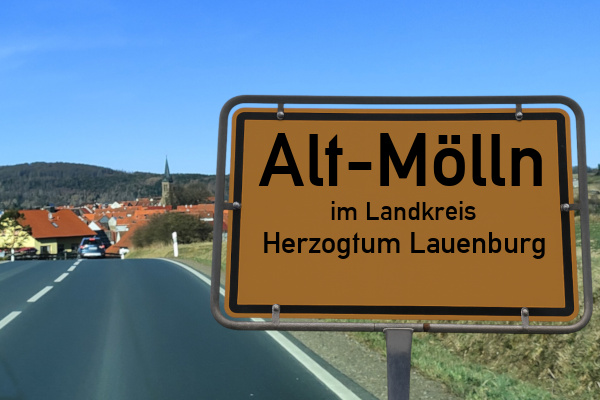 Alt-Mölln
im Landkreis
Herzogtum Lauenburg